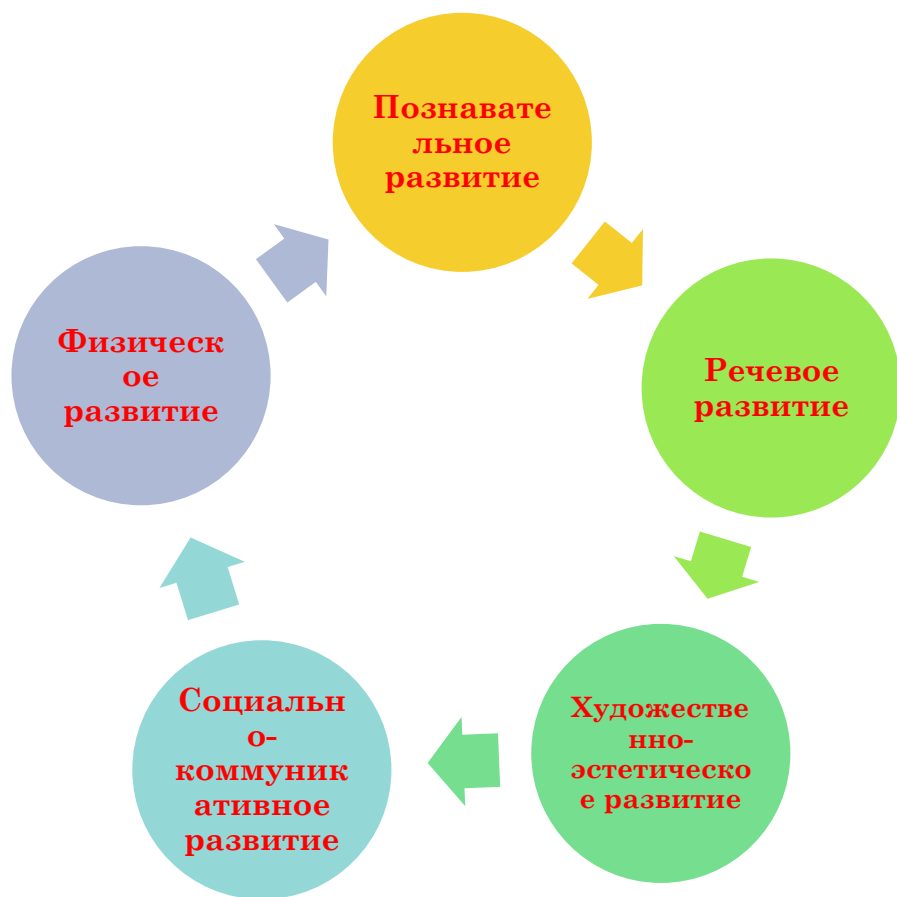 Познавате
льное
развитие
Речевое
развитие
Художестве
нно-
эстетическо
е развитие
Социальн
о-
коммуник
ативное
развитие
Физическ
ое
развитие